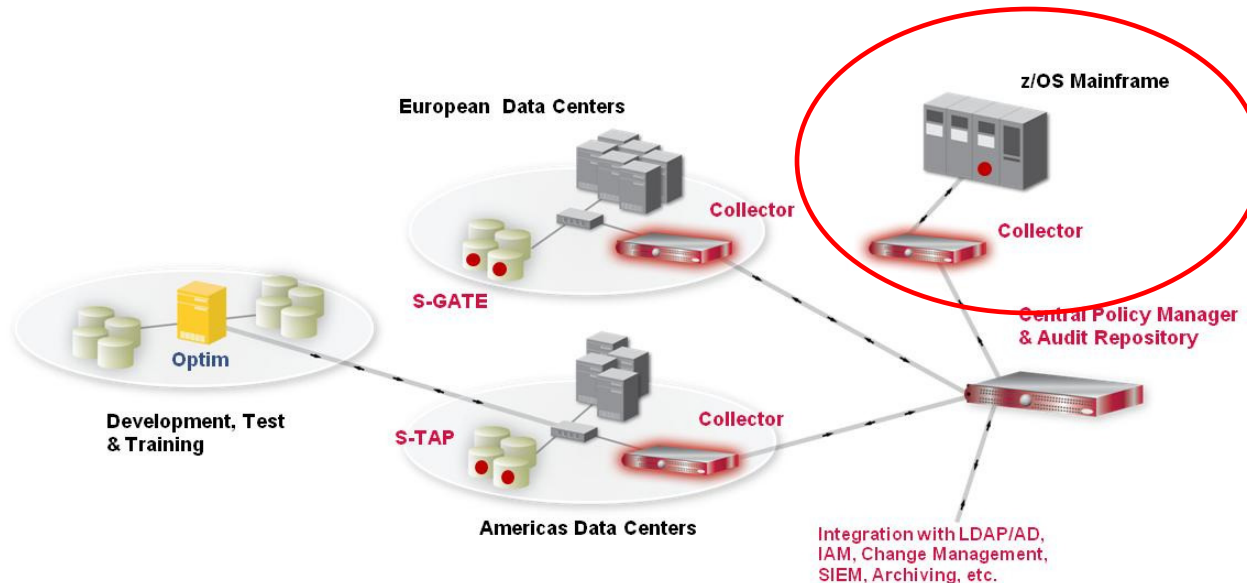 z/OS Mainframe
European  Data Centers
Collector
Collector
S-GATE
Central Policy Manager
& Audit Repository
Optim
Development, Test
& Training
S-TAP
Collector
Americas Data Centers
Integration with LDAP/AD,
IAM, Change Management,
SIEM, Archiving, etc.